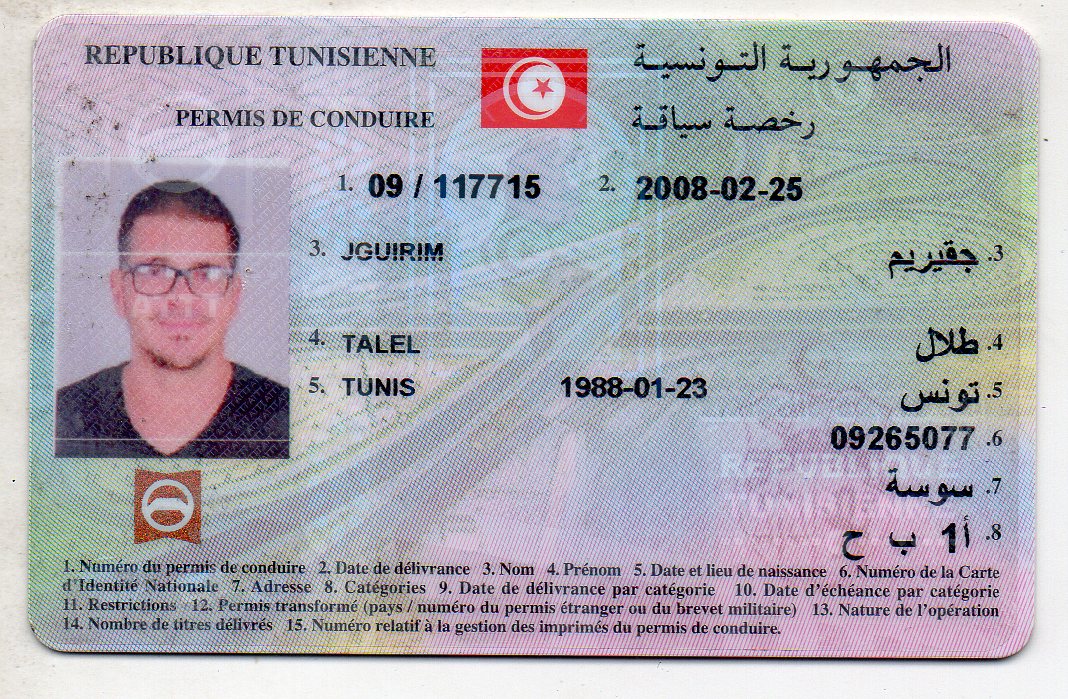 REPUBLIQUE TUNISIENNE الجمهورية التونسية
PERMIS DE CONDUIRE رخصة سياقة
1. 09 / 117715 2. 2008-02-25
3. JGUIRIM جقيريم .3
4. TALEL طلال .4
5. TUNIS 1988-01-23 تونس .5
09265077 .6
سوسة .7
أ1 ب ح .8
1. Numéro du permis de conduire 2. Date de délivrance 3. Nom 4. Prénom 5. Date et lieu de naissance 6. Numéro de la Carte
d'Identité Nationale 7. Adresse 8. Catégories 9. Date de délivrance par catégorie 10. Date d'échéance par catégorie
11. Restrictions 12. Permis transformé (pays / numéro du permis étranger ou du brevet militaire) 13. Nature de l'opération
14. Nombre de titres délivrés 15. Numéro relatif à la gestion des imprimés du permis de conduire.